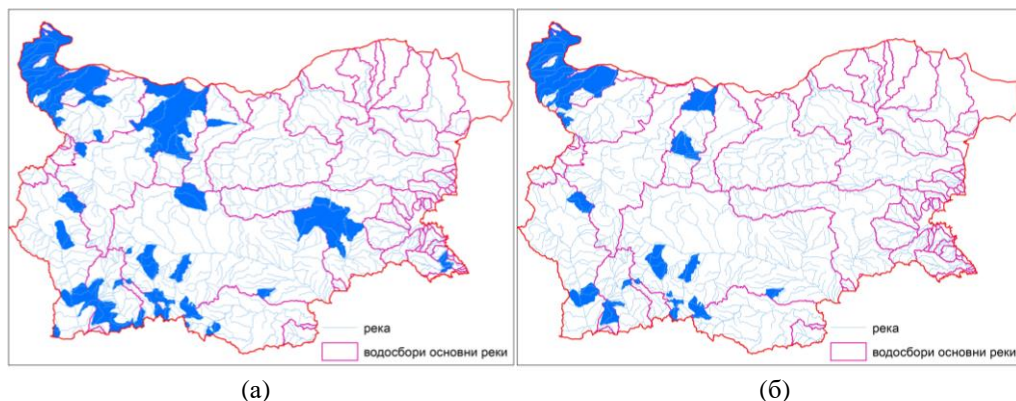 река
водосбори основни реки
река
водосбори основни реки
(а)
(б)